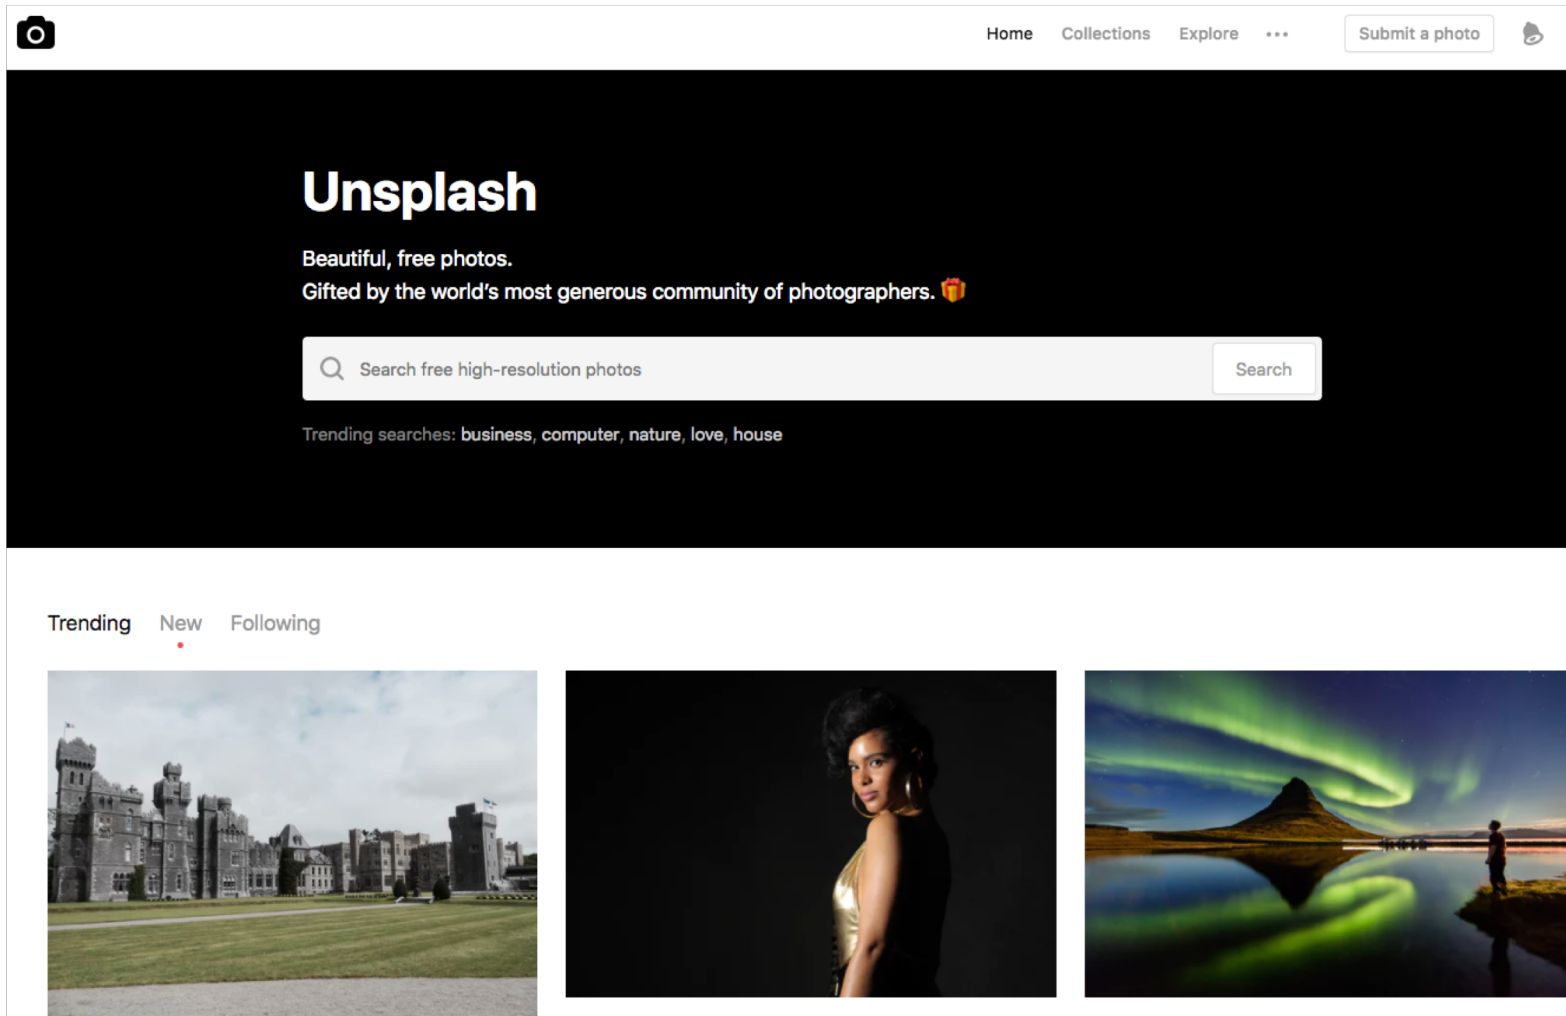 Home Collections Explore ••• Submit a photo
Unsplash
Beautiful, free photos.
Gifted by the world’s most generous community of photographers. 🎁
Search free high-resolution photos Search
Trending searches: business, computer, nature, love, house
Trending New Following